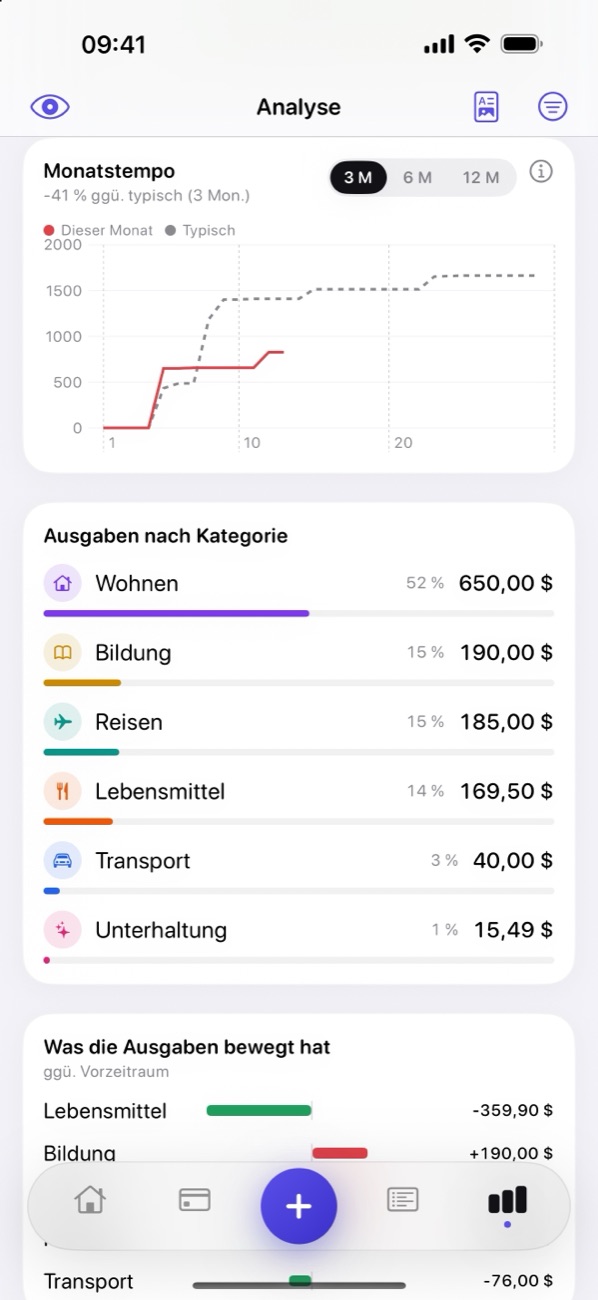 09:41
Analyse
Monatstempo
-41 % ggü. typisch (3 Mon.)
3 M 6 M 12 M
Dieser Monat Typisch
2000
1500
1000
500
0
1 10 20
Ausgaben nach Kategorie
Wohnen 52 % 650,00 $
Bildung 15 % 190,00 $
Reisen 15 % 185,00 $
Lebensmittel 14 % 169,50 $
Transport 3 % 40,00 $
Unterhaltung 1 % 15,49 $
Was die Ausgaben bewegt hat
ggü. Vorzeitraum
Lebensmittel -359,90 $
Bildung +190,00 $
Transport -76,00 $